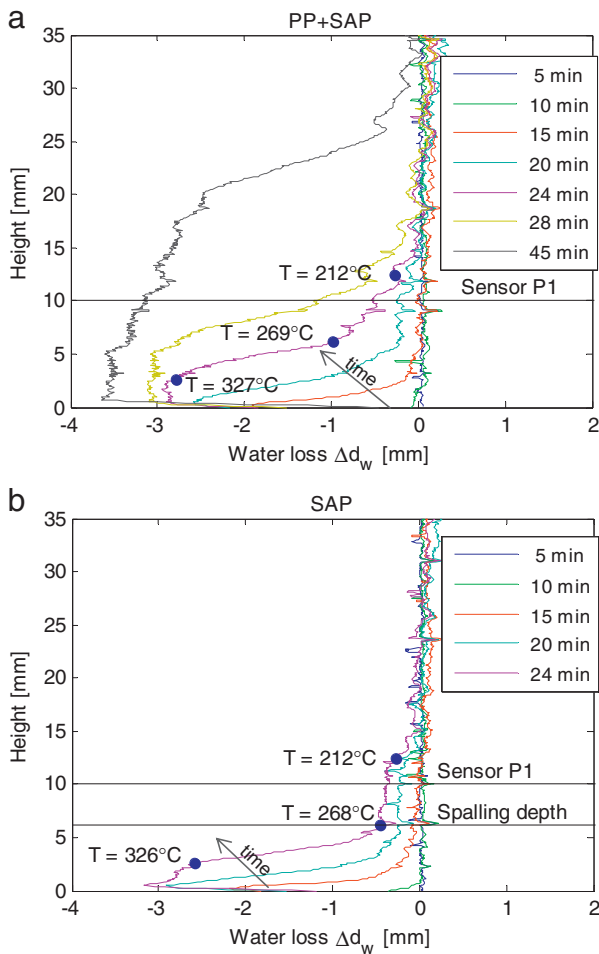 a
PP+SAP
35
30
25
20
15
10
5
0
Height [mm]
5 min
10 min
15 min
20 min
24 min
28 min
45 min
T = 212°C
Sensor P1
T = 269°C
T = 327°C
time
-4 -3 -2 -1 0 1 2
Water loss Δd_w [mm]
b
SAP
35
30
25
20
15
10
5
0
Height [mm]
5 min
10 min
15 min
20 min
24 min
T = 212°C
Sensor P1
T = 268°C
Spalling depth
T = 326°C
time
-4 -3 -2 -1 0 1 2
Water loss Δd_w [mm]